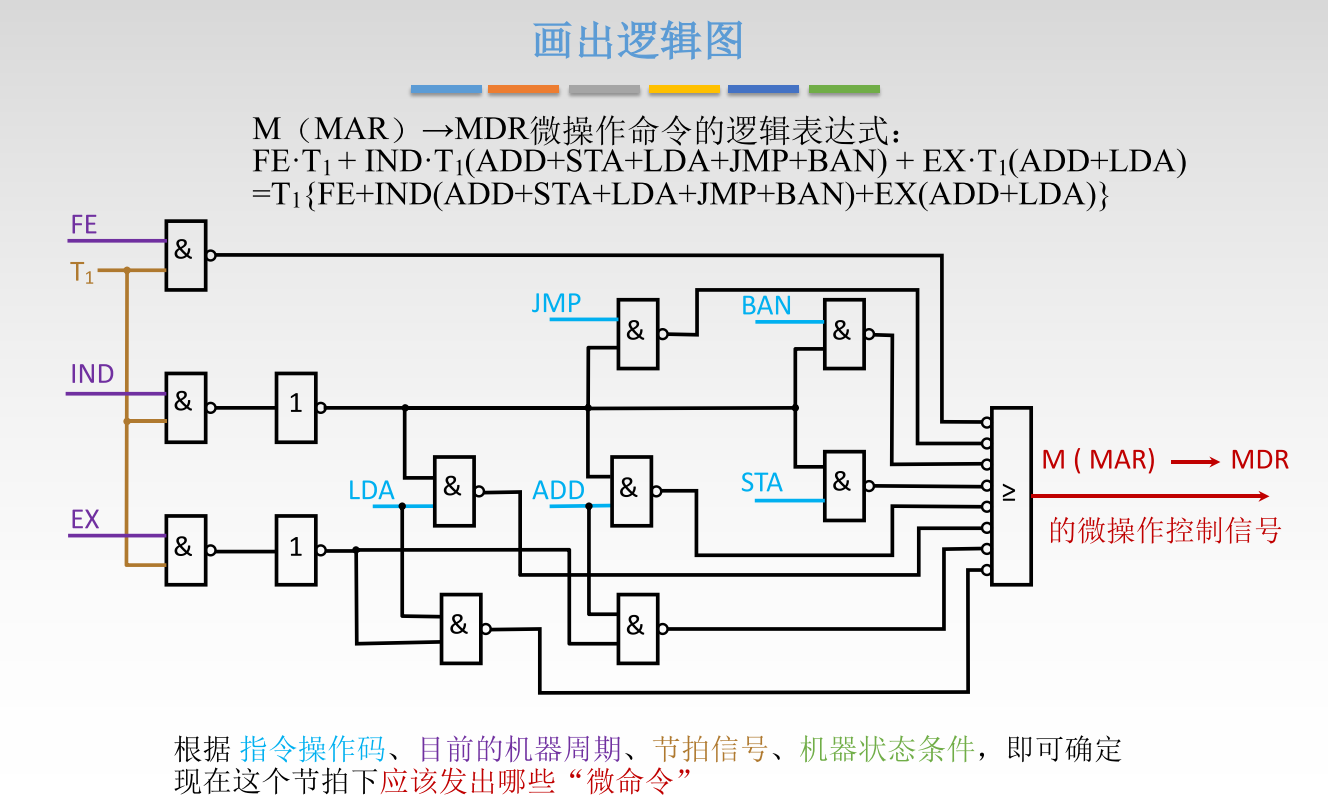 画出逻辑图
M（MAR）→MDR微操作命令的逻辑表达式：
FE·T₁ + IND·T₁(ADD+STA+LDA+JMP+BAN) + EX·T₁(ADD+LDA)
=T₁{FE+IND(ADD+STA+LDA+JMP+BAN)+EX(ADD+LDA)}
FE
&
T₁
JMP
&
BAN
&
IND
&
1
LDA
&
ADD
&
STA
&
≥
M ( MAR) → MDR
的微操作控制信号
EX
&
1
&
&
根据 指令操作码、目前的机器周期、节拍信号、机器状态条件，即可确定
现在这个节拍下应该发出哪些“微命令”